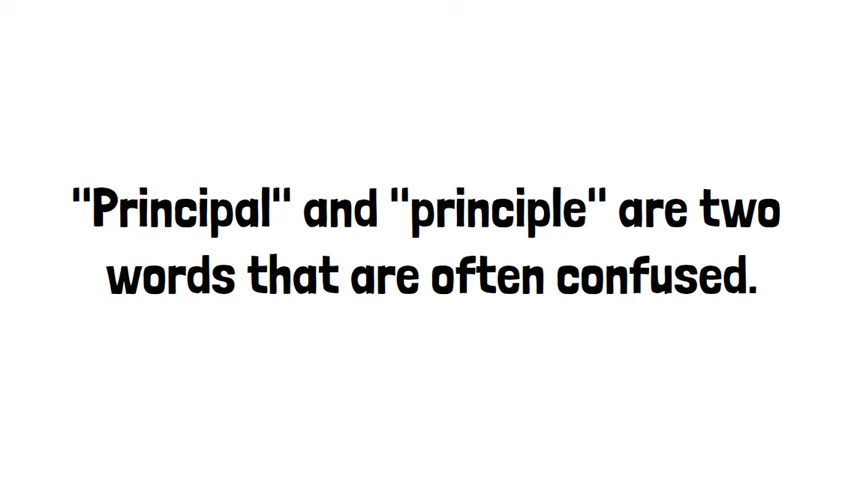 "Principal" and "principle" are two
words that are often confused.